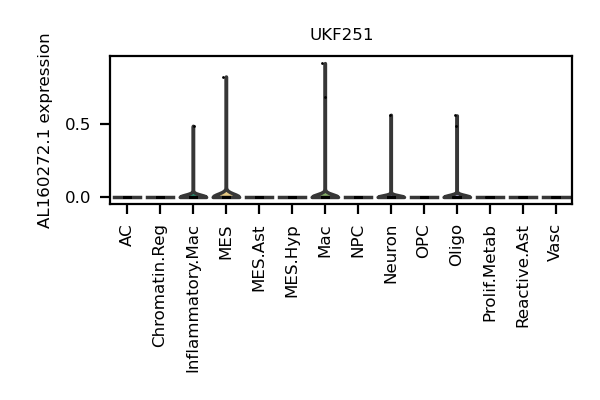 UKF251
AL160272.1 expression
0.5
0.0
AC
Chromatin.Reg
Inflammatory.Mac
MES
MES.Ast
MES.Hyp
Mac
NPC
Neuron
OPC
Oligo
Prolif.Metab
Reactive.Ast
Vasc